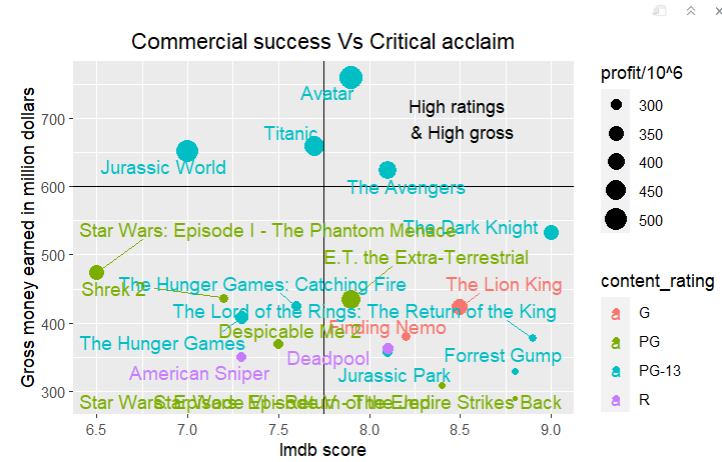 Commercial success Vs Critical acclaim
Gross money earned in million dollars
700
600
500
400
300
Avatar
High ratings
& High gross
Titanic
Jurassic World
The Avengers
Star Wars: Episode I - The Phantom Menace
The Dark Knight
E.T. the Extra-Terrestrial
Shrek 2
The Hunger Games: Catching Fire
The Lion King
The Lord of the Rings: The Return of the King
Despicable Me 2
Finding Nemo
The Hunger Games
Deadpool
Forrest Gump
American Sniper
Jurassic Park
Star Wars: Episode
Strikes Back
6.5 7.0 7.5 8.0 8.5 9.0
Imdb score
profit/10^6
300
350
400
450
500
content_rating
a G
a PG
a PG-13
a R